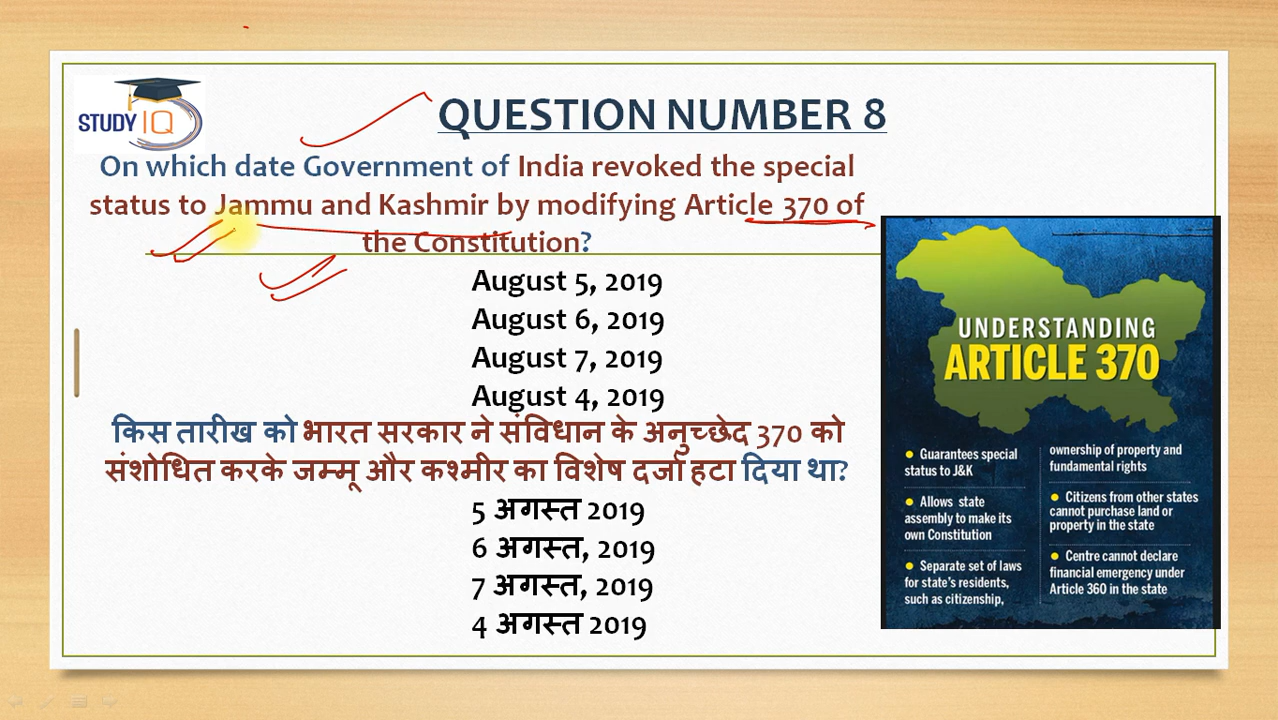 STUDY IQ
QUESTION NUMBER 8
On which date Government of India revoked the special
status to Jammu and Kashmir by modifying Article 370 of
the Constitution?
August 5, 2019
August 6, 2019
August 7, 2019
August 4, 2019
किस तारीख को भारत सरकार ने संविधान के अनुच्छेद 370 को
संशोधित करके जम्मू और कश्मीर का विशेष दर्जा हटा दिया था?
5 अगस्त 2019
6 अगस्त, 2019
7 अगस्त, 2019
4 अगस्त 2019
UNDERSTANDING
ARTICLE 370
Guarantees special
status to J&K
Allows state
assembly to make its
own Constitution
Separate set of laws
for state's residents,
such as citizenship,
ownership of property and
fundamental rights
Citizens from other states
cannot purchase land or
property in the state
Centre cannot declare
financial emergency under
Article 360 in the state